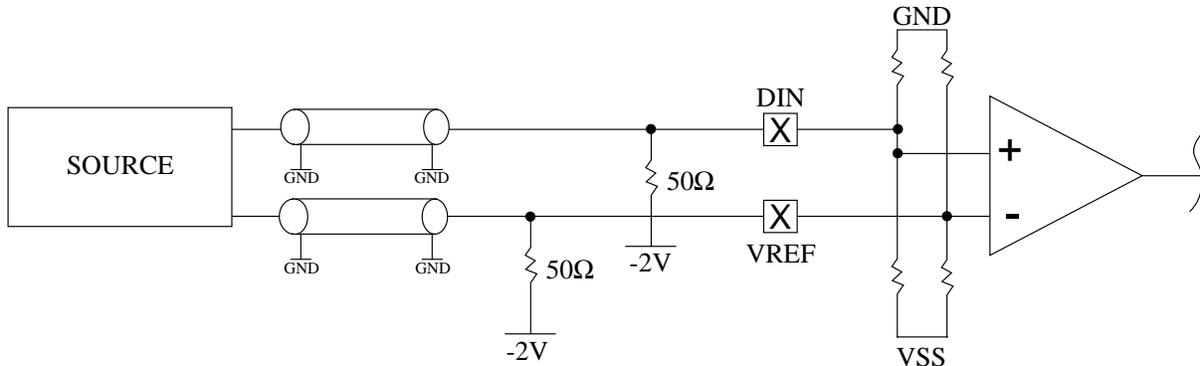 GND
DIN
X
SOURCE
GND
GND
50Ω
-2V
X
VREF
+
-
GND
GND
50Ω
-2V
VSS